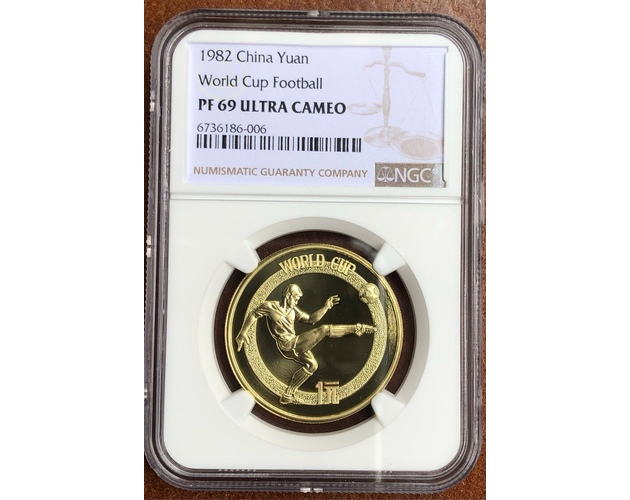 1982 China Yuan
World Cup Football
PF 69 ULTRA CAMEO
6736186-006
NUMISMATIC GUARANTY COMPANY
NGC
WORLD CUP
1元